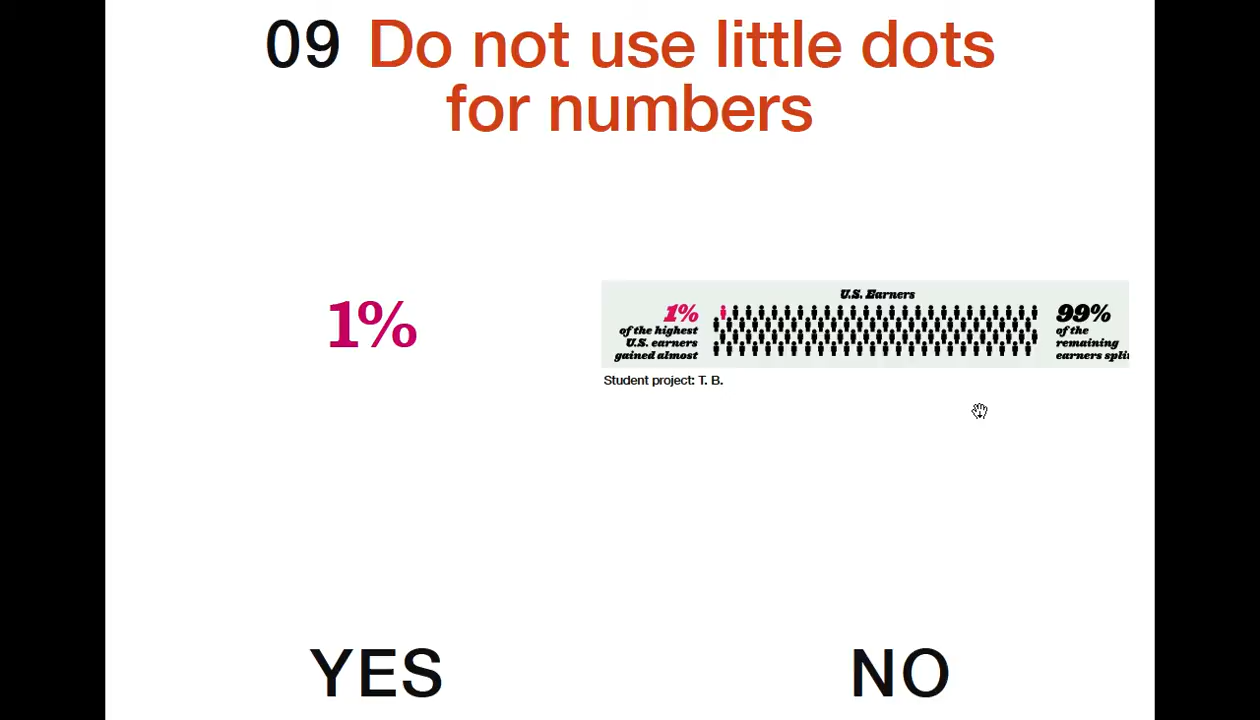 09 Do not use little dots
for numbers
1%
U.S. Earners
1%
of the highest
U.S. earners
gained almost
99%
of the
remaining
earners spli
Student project: T. B.
YES
NO